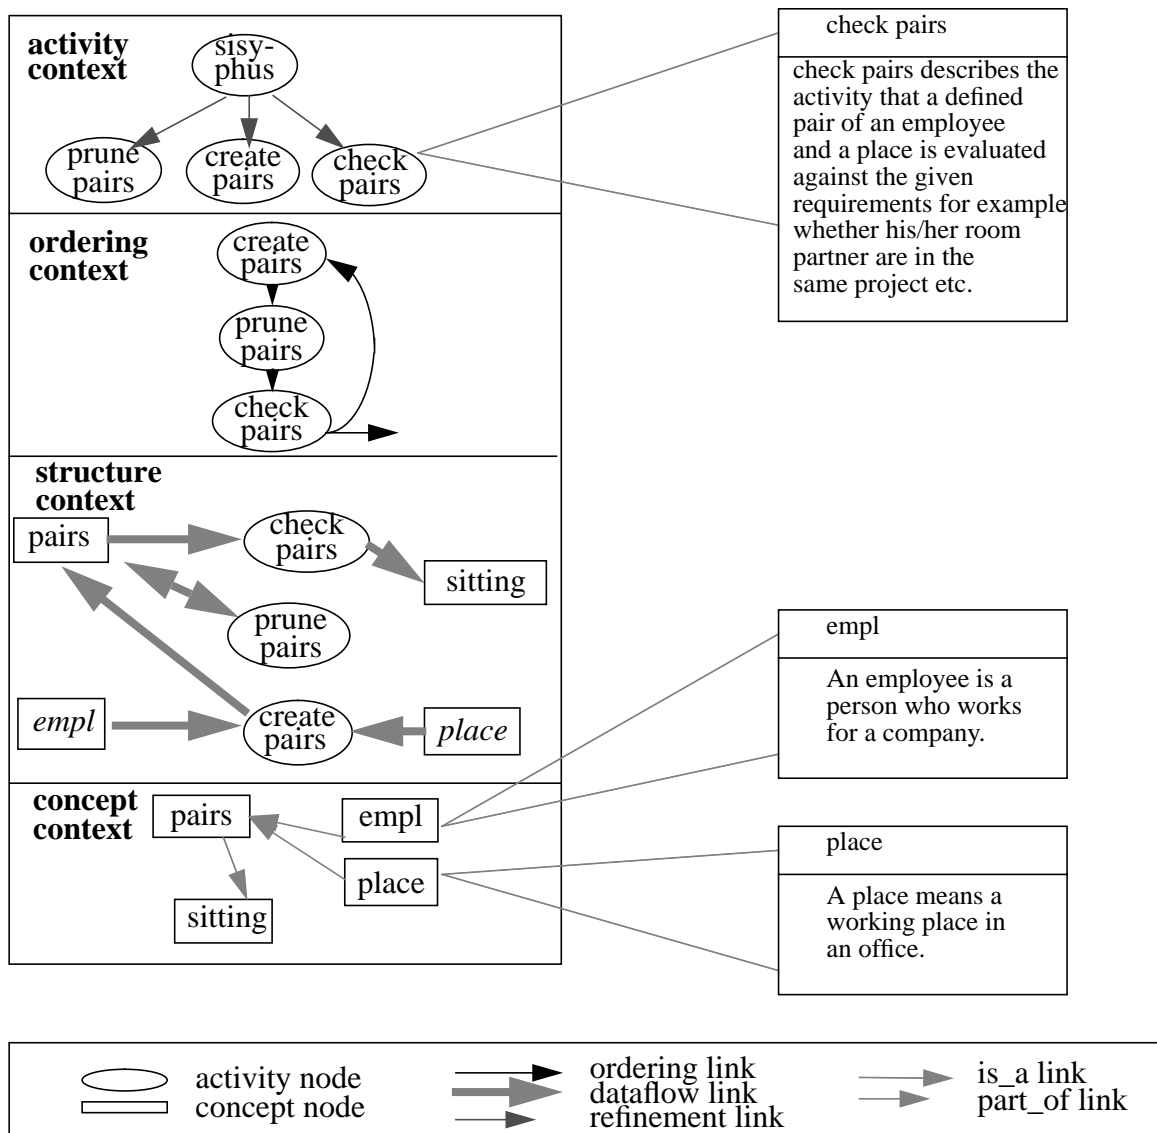 activity
context
sisy-
phus
prune
pairs
create
pairs
check
pairs
check pairs
check pairs describes the
activity that a defined
pair of an employee
and a place is evaluated
against the given
requirements for example
whether his/her room
partner are in the
same project etc.
ordering
context
create
pairs
prune
pairs
check
pairs
structure
context
pairs
check
pairs
sitting
prune
pairs
empl
create
pairs
place
empl
An employee is a
person who works
for a company.
concept
context
pairs
empl
place
sitting
place
A place means a
working place in
an office.
activity node
concept node
ordering link
dataflow link
refinement link
is_a link
part_of link